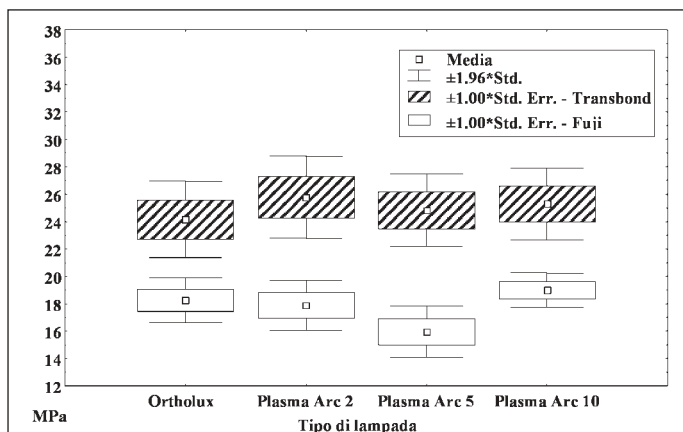 38
36
34
32
30
28
26
24
22
20
18
16
14
12
MPa
Media
±1.96*Std.
±1.00*Std. Err. - Transbond
±1.00*Std. Err. - Fuji
Ortholux Plasma Arc 2 Plasma Arc 5 Plasma Arc 10
Tipo di lampada